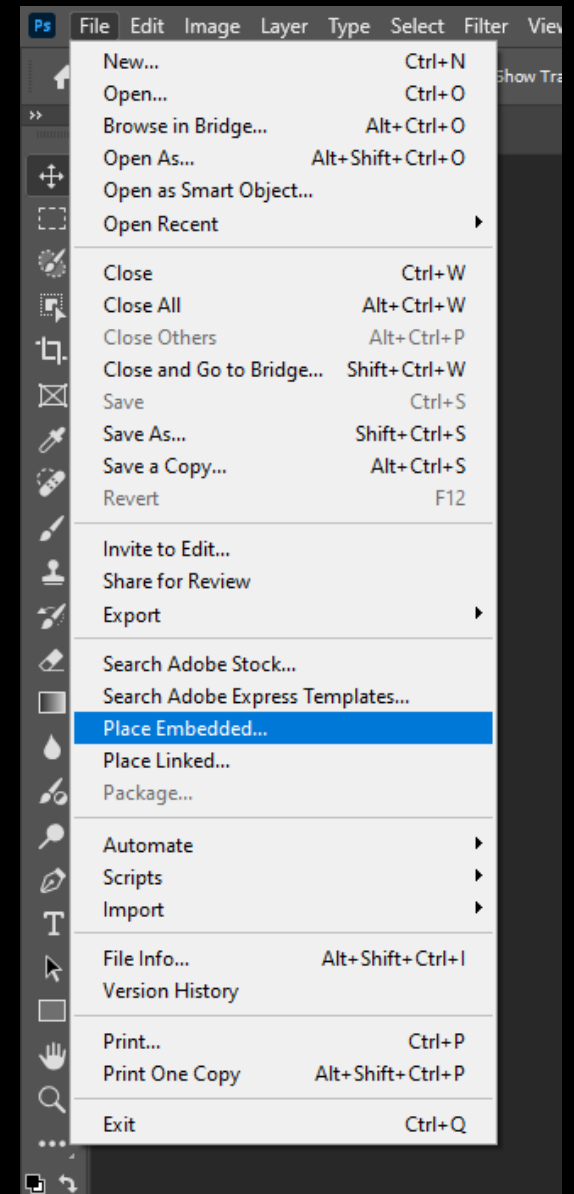 Ps File Edit Image Layer Type Select Filter View
Show Tra
New... Ctrl+N
Open... Ctrl+O
Browse in Bridge... Alt+Ctrl+O
Open As... Alt+Shift+Ctrl+O
Open as Smart Object...
Open Recent
Close Ctrl+W
Close All Alt+Ctrl+W
Close Others Alt+Ctrl+P
Close and Go to Bridge... Shift+Ctrl+W
Save Ctrl+S
Save As... Shift+Ctrl+S
Save a Copy... Alt+Ctrl+S
Revert F12
Invite to Edit...
Share for Review
Export
Search Adobe Stock...
Search Adobe Express Templates...
Place Embedded...
Place Linked...
Package...
Automate
Scripts
Import
File Info... Alt+Shift+Ctrl+I
Version History
Print... Ctrl+P
Print One Copy Alt+Shift+Ctrl+P
Exit Ctrl+Q